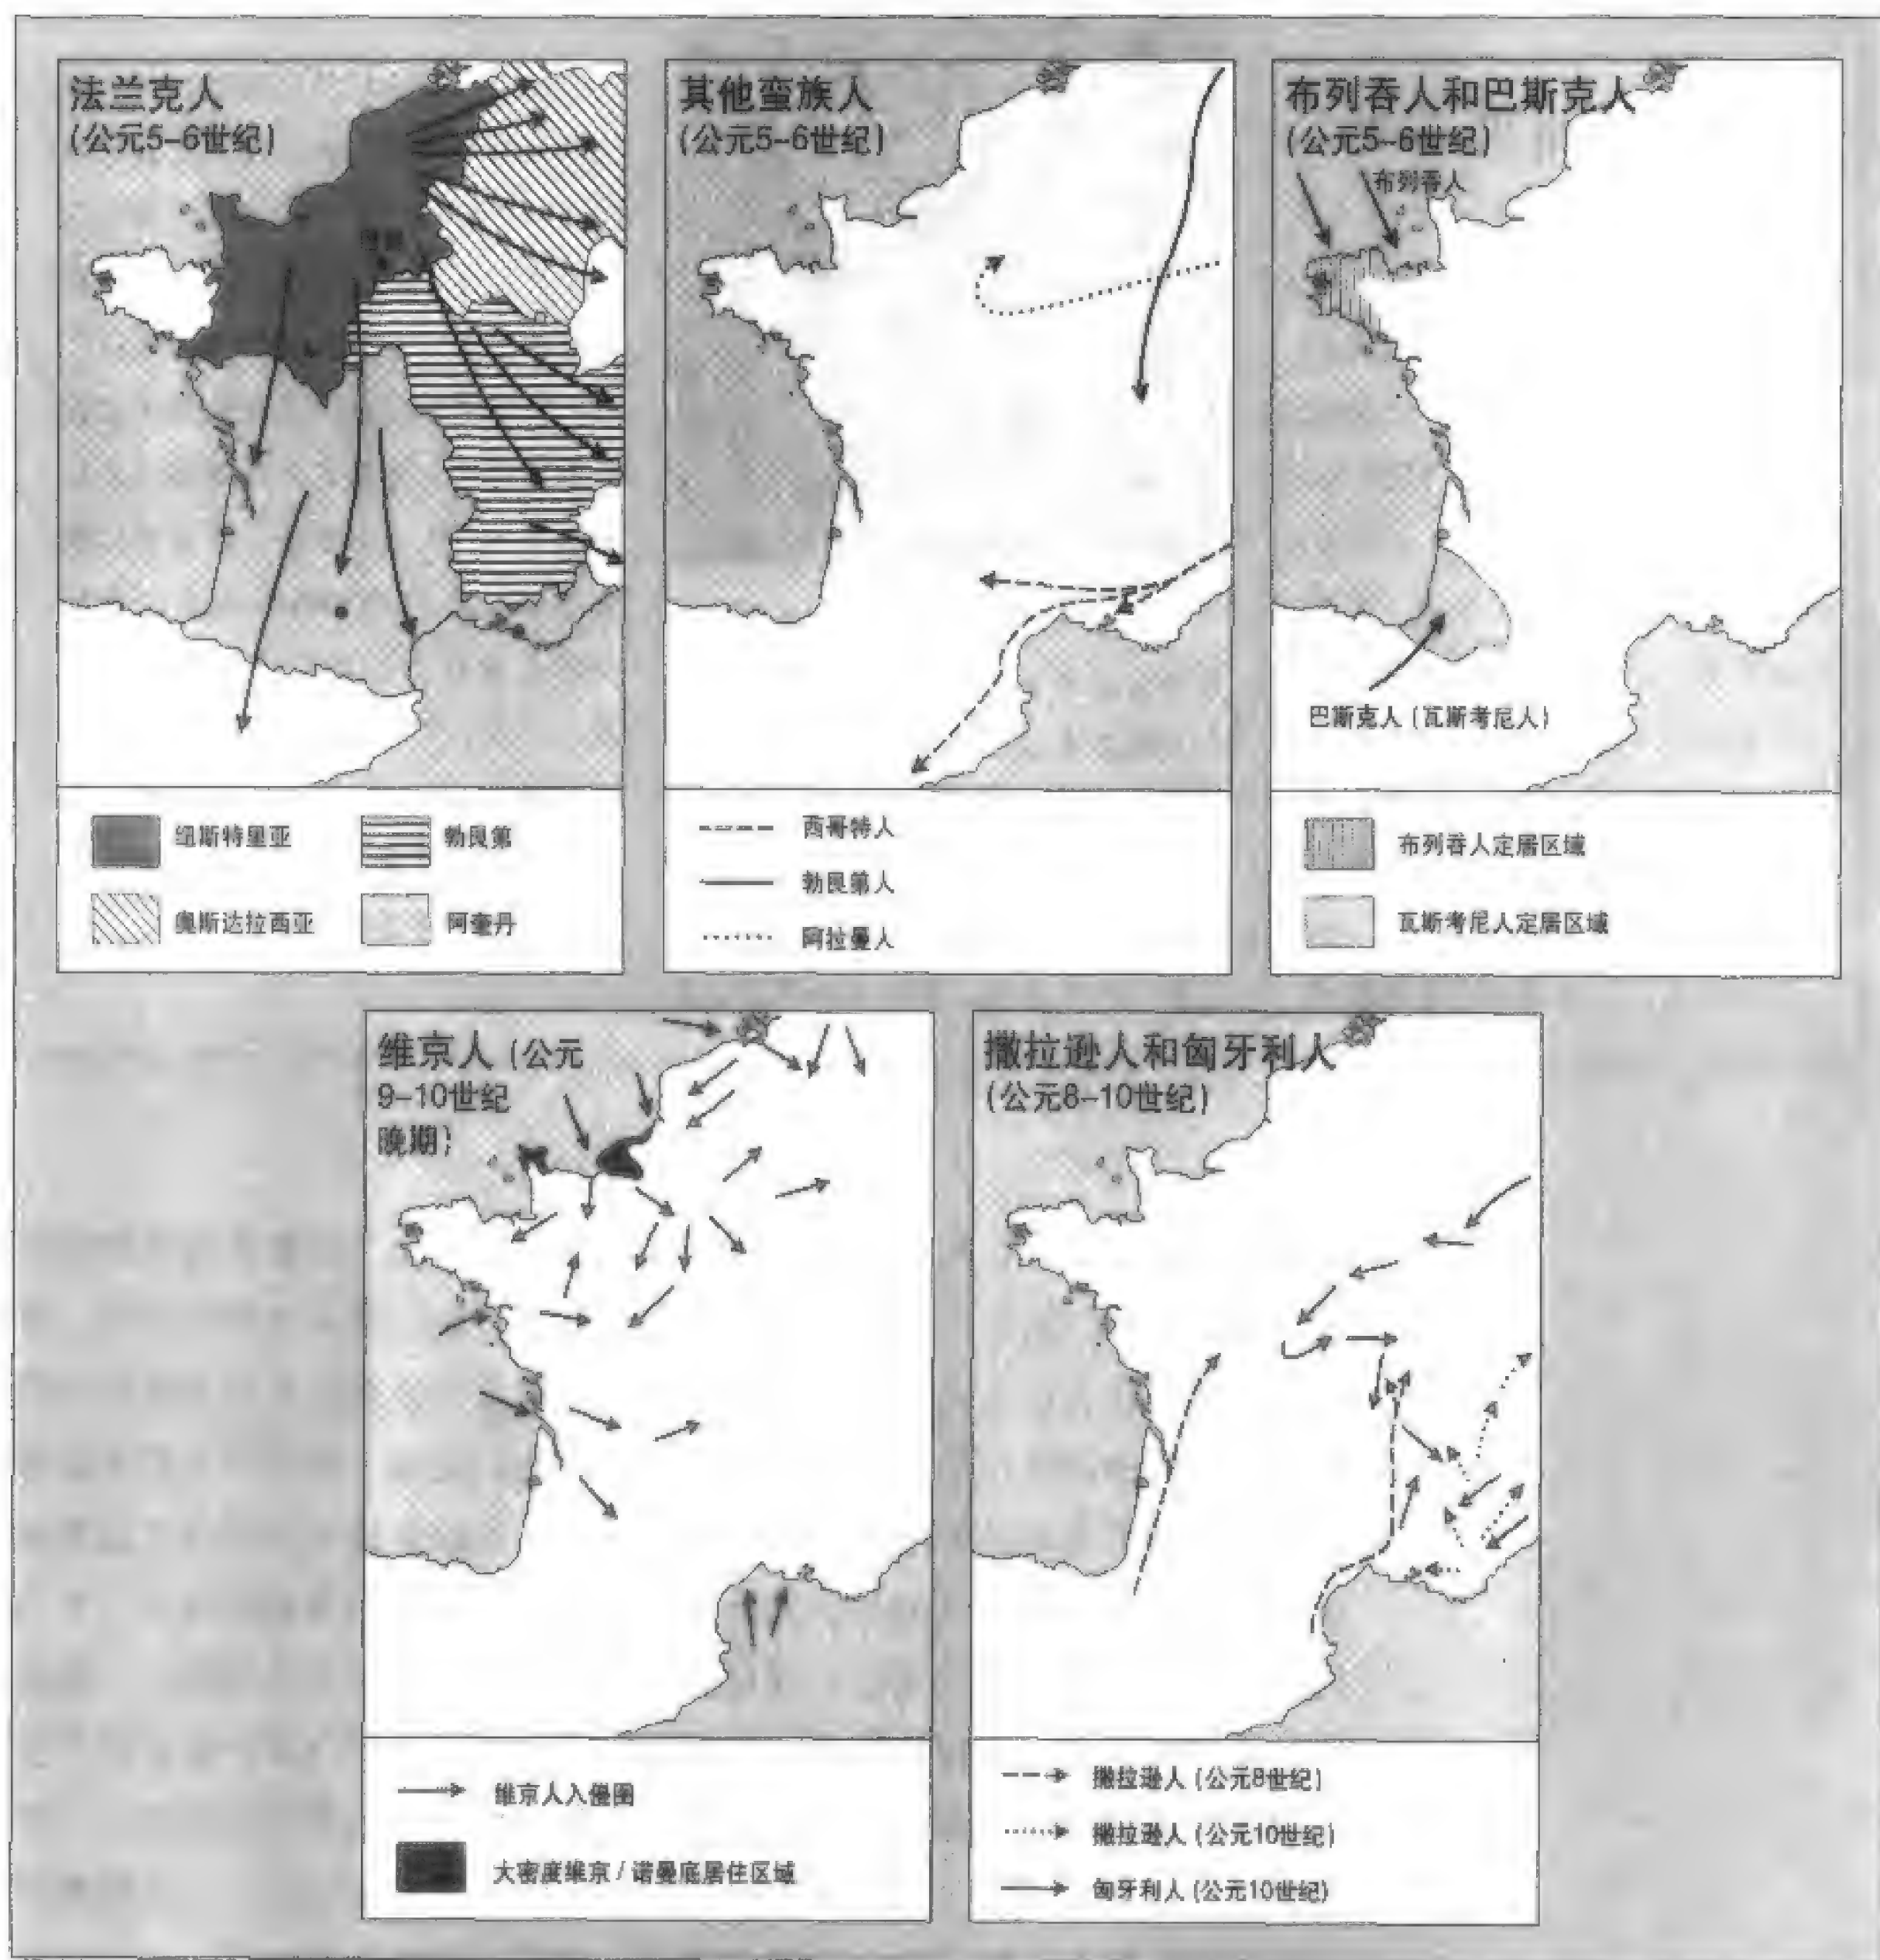 法兰克人
(公元5-6世纪)
纽斯特里亚
勃艮第
奥斯达拉西亚
阿奎丹
其他蛮族人
(公元5-6世纪)
西哥特人
勃艮第人
阿拉曼人
布列吞人和巴斯克人
(公元5-6世纪)
布列吞人
巴斯克人(瓦斯考尼人)
布列吞人定居区域
瓦斯考尼人定居区域
维京人(公元
9-10世纪
晚期)
维京人入侵图
大密度维京/诺曼底居住区域
撒拉逊人和匈牙利人
(公元8-10世纪)
撒拉逊人(公元8世纪)
撒拉逊人(公元10世纪)
匈牙利人(公元10世纪)